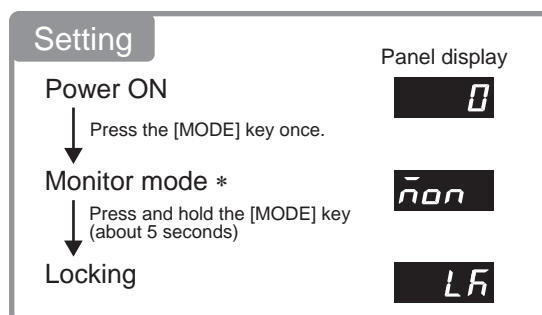 Setting
Panel display
Power ON
0
Press the [MODE] key once.
Monitor mode *
n̄on
Press and hold the [MODE] key
(about 5 seconds)
Locking
LK